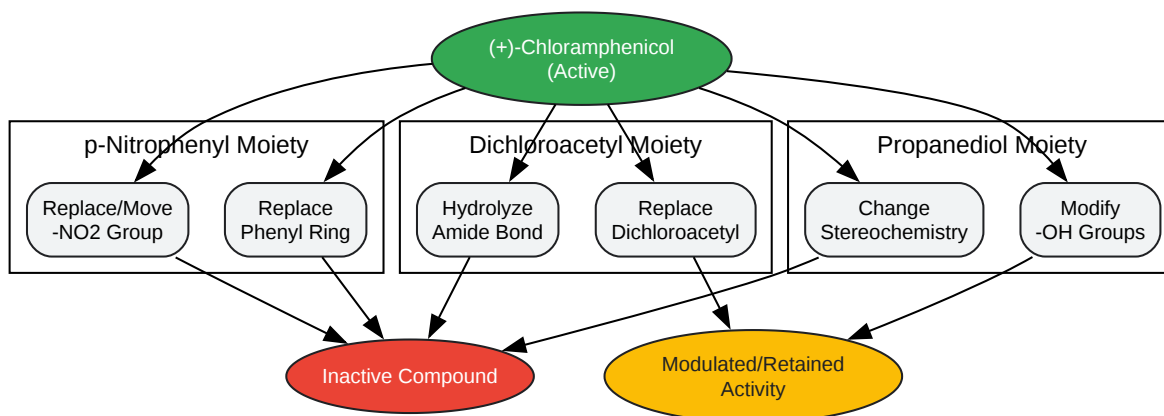 (+)-Chloramphenicol
(Active)
p-Nitrophenyl Moiety
Dichloroacetyl Moiety
Propanediol Moiety
Replace/Move
-NO2 Group
Replace
Phenyl Ring
Hydrolyze
Amide Bond
Replace
Dichloroacetyl
Change
Stereochemistry
Modify
-OH Groups
Inactive Compound
Modulated/Retained
Activity